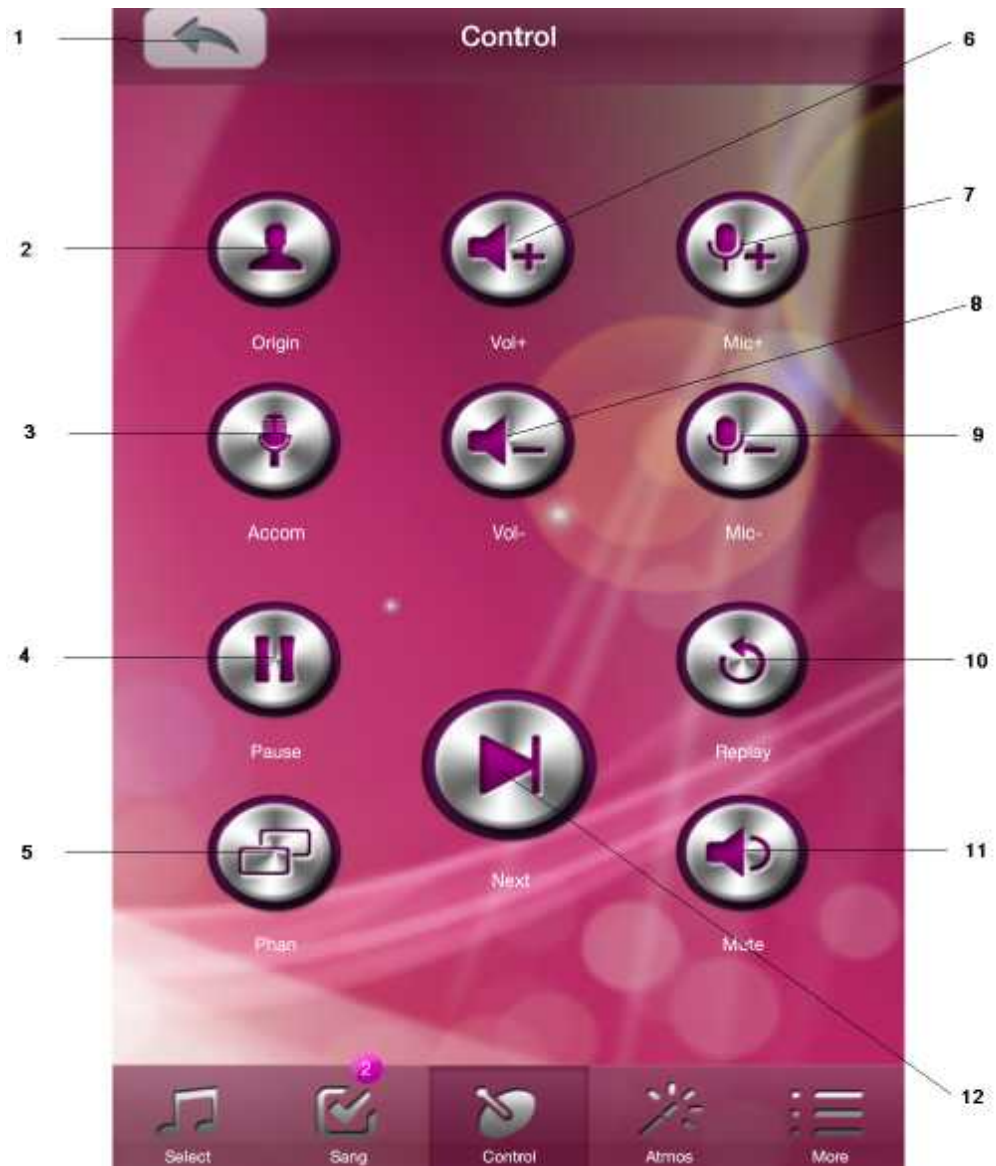 1
Control
6
2
7
8
Origin
Vol+
Mic+
3
9
Accom
Vol-
Mic-
4
10
Pause
Replay
5
11
Next
Phan
Mute
2
12
Select
Sang
Control
Atmos
More